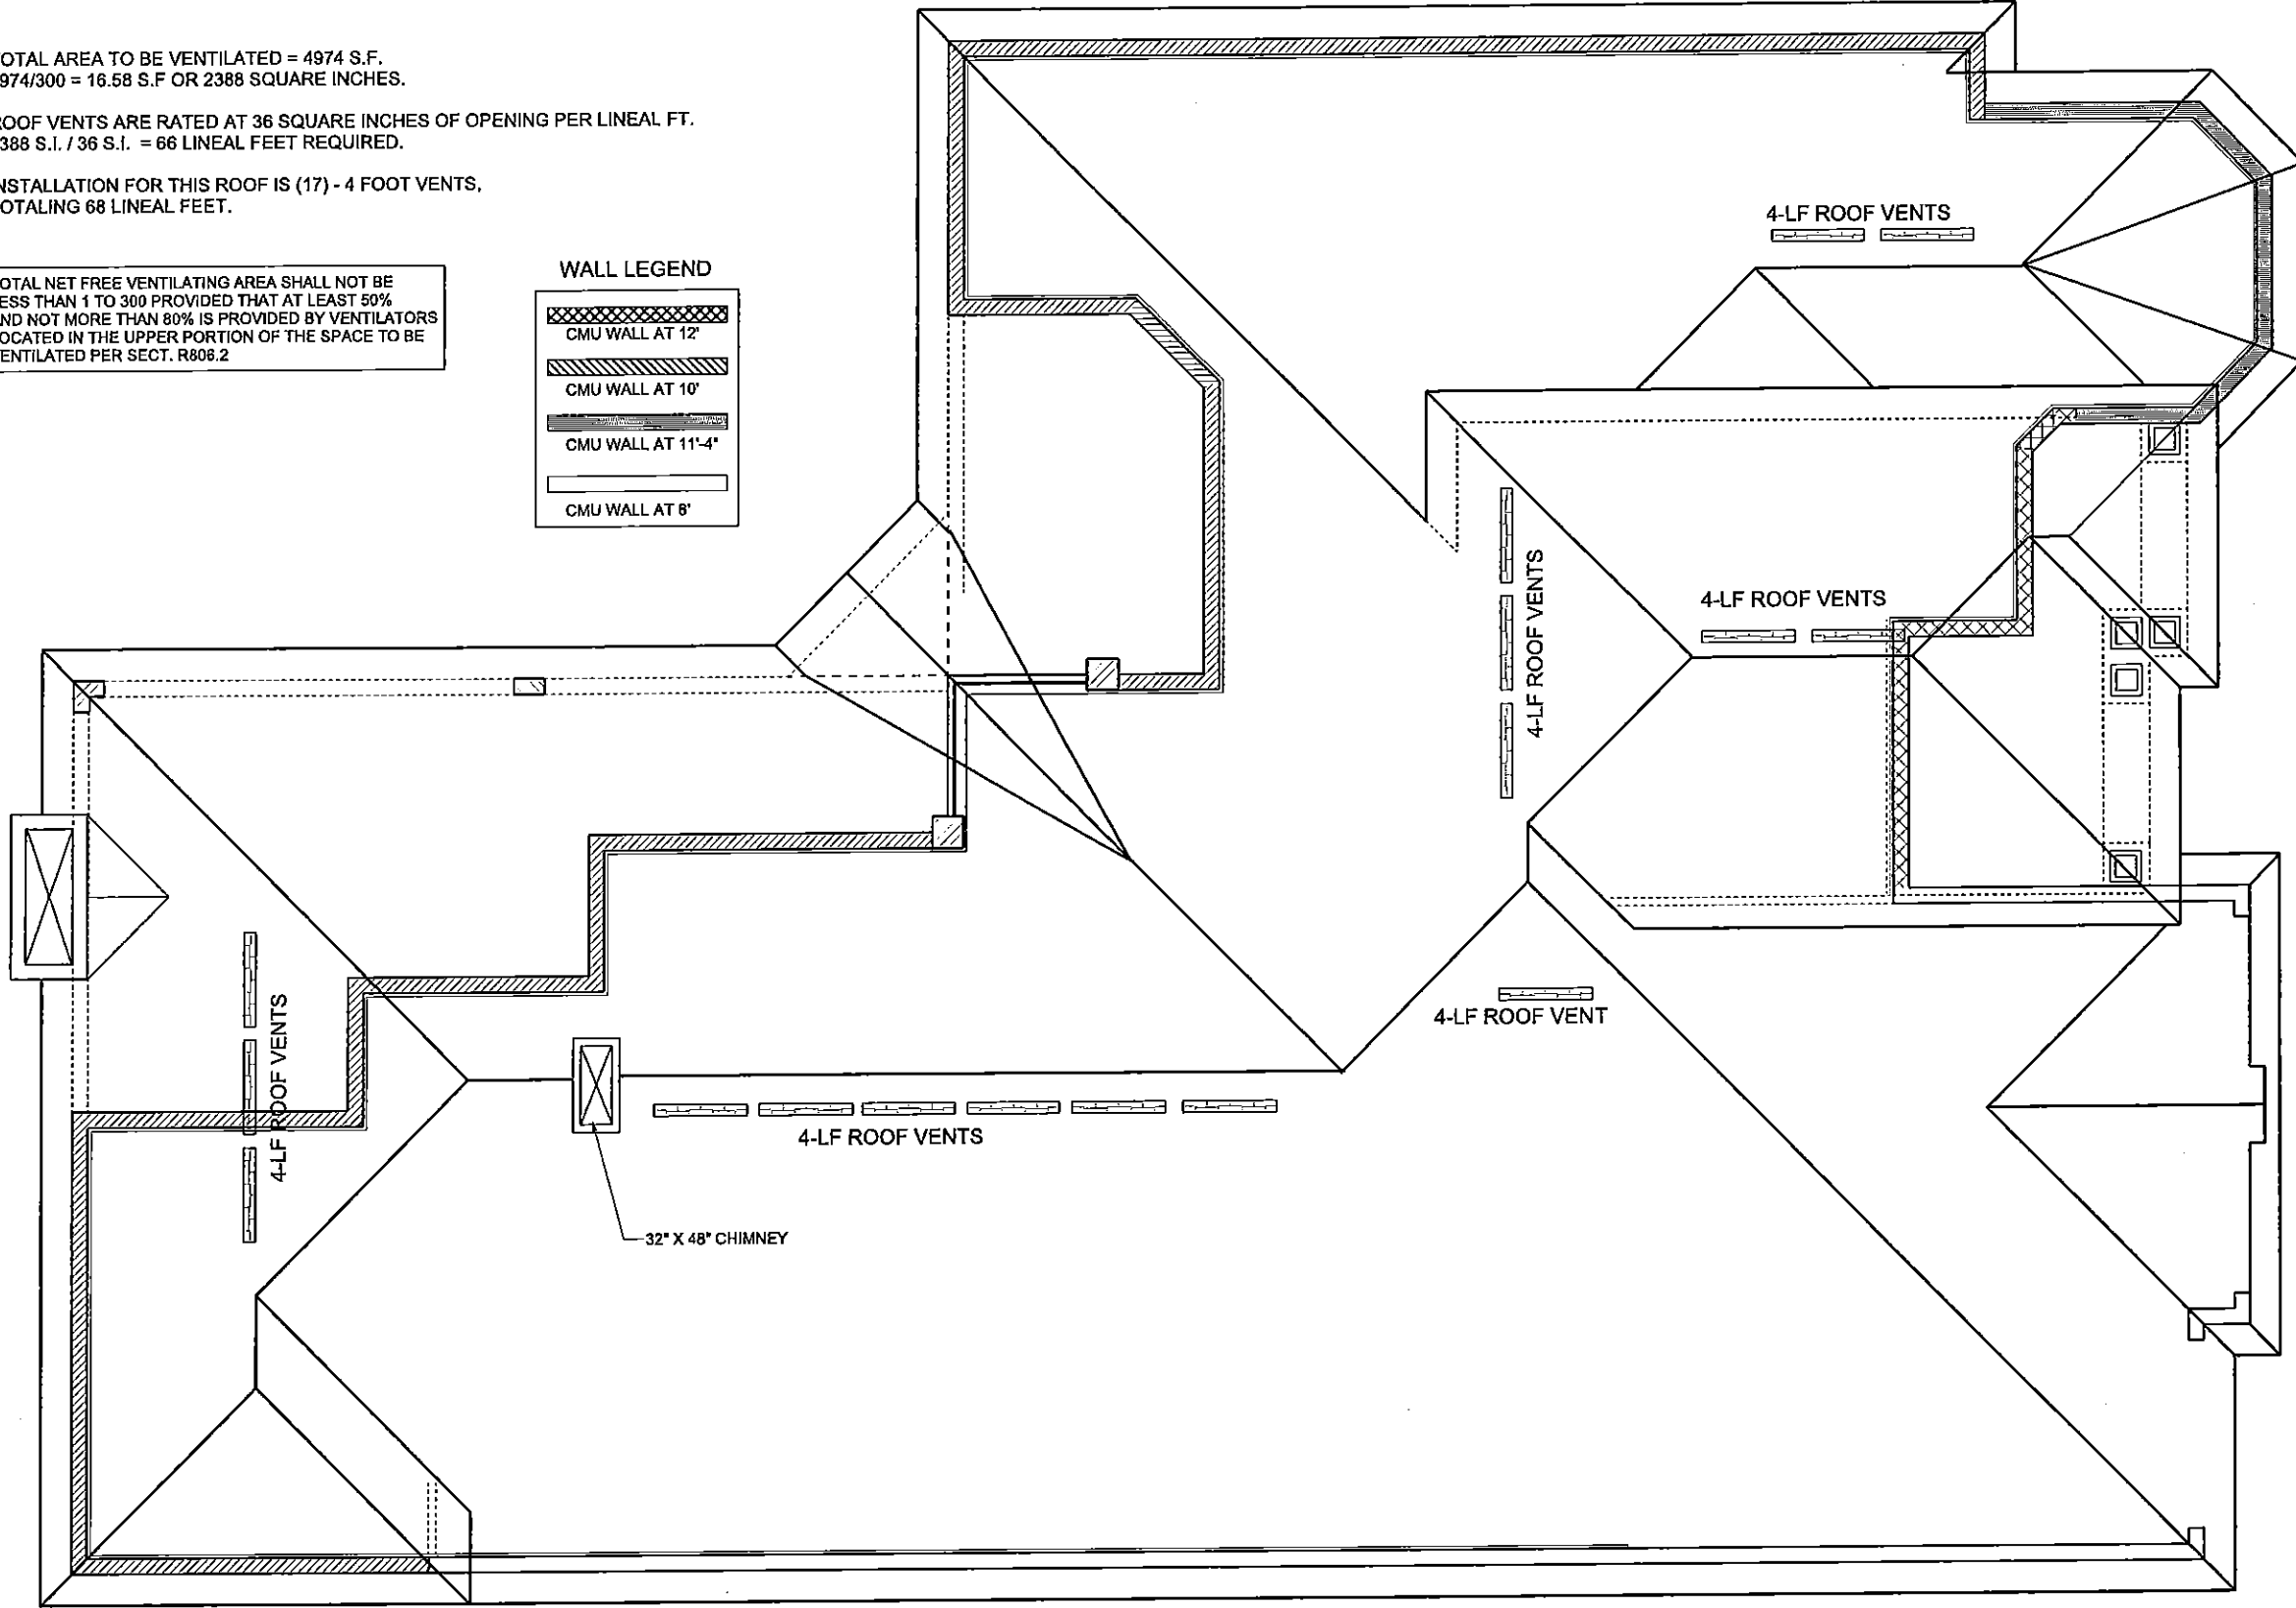 OTAL AREA TO BE VENTILATED = 4974 S.F.
974/300 = 16.58 S.F OR 2388 SQUARE INCHES.
ROOF VENTS ARE RATED AT 36 SQUARE INCHES OF OPENING PER LINEAL FT.
388 S.I. / 36 S.I. = 66 LINEAL FEET REQUIRED.
NSTALLATION FOR THIS ROOF IS (17) - 4 FOOT VENTS,
OTALING 68 LINEAL FEET.
OTAL NET FREE VENTILATING AREA SHALL NOT BE
ESS THAN 1 TO 300 PROVIDED THAT AT LEAST 50%
ND NOT MORE THAN 80% IS PROVIDED BY VENTILATORS
OCATED IN THE UPPER PORTION OF THE SPACE TO BE
ENTILATED PER SECT. R806.2
WALL LEGEND
CMU WALL AT 12'
CMU WALL AT 10'
CMU WALL AT 11'-4"
CMU WALL AT 8'
4-LF ROOF VENTS
4-LF ROOF VENTS
4-LF ROOF VENTS
4-LF ROOF VENT
4-LF ROOF VENTS
4-LF ROOF VENTS
32" X 48" CHIMNEY